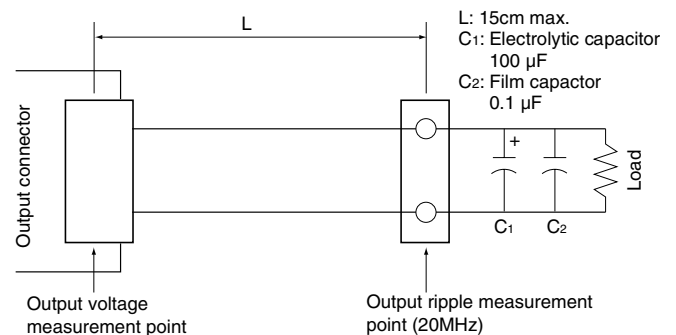 L
L: 15cm max.
C1: Electrolytic capacitor
100 µF
C2: Film capactor
0.1 µF
Output connector
+
C1
C2
Load
Output voltage
measurement point
Output ripple measurement
point (20MHz)